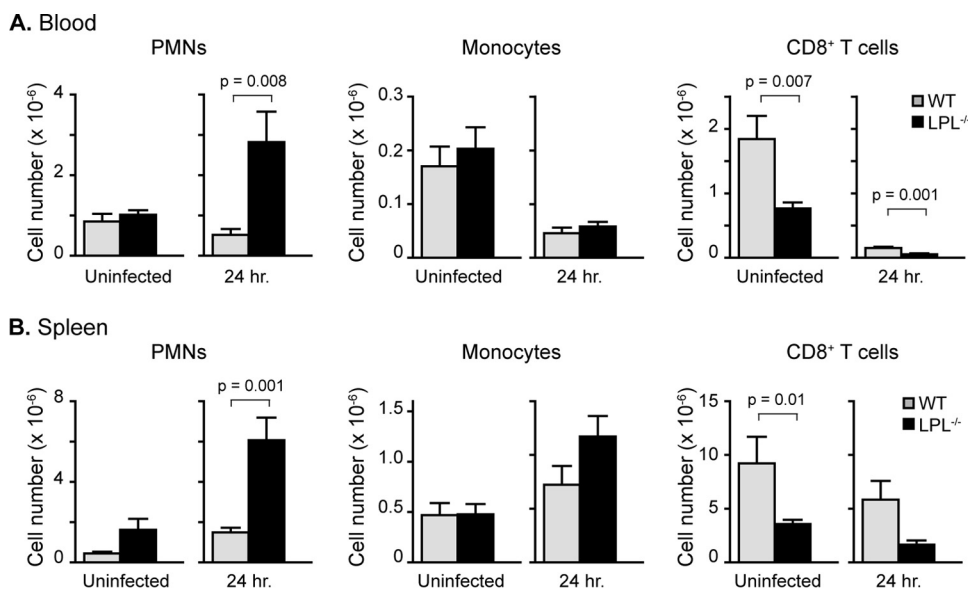 A. Blood
PMNs
Monocytes
CD8⁺ T cells
Cell number (x 10⁻⁶)
4
2
1
0
p = 0.008
Uninfected
24 hr.
Cell number (x 10⁻⁶)
0.3
0.2
0.1
0
Uninfected
24 hr.
Cell number (x 10⁻⁶)
2
1
0
p = 0.007
p = 0.001
WT
LPL⁻/⁻
Uninfected
24 hr.
B. Spleen
PMNs
Monocytes
CD8⁺ T cells
Cell number (x 10⁻⁶)
8
4
2
0
p = 0.001
Uninfected
24 hr.
Cell number (x 10⁻⁶)
1.5
1.0
0.5
0
Uninfected
24 hr.
Cell number (x 10⁻⁶)
15
10
5
0
p = 0.01
WT
LPL⁻/⁻
Uninfected
24 hr.